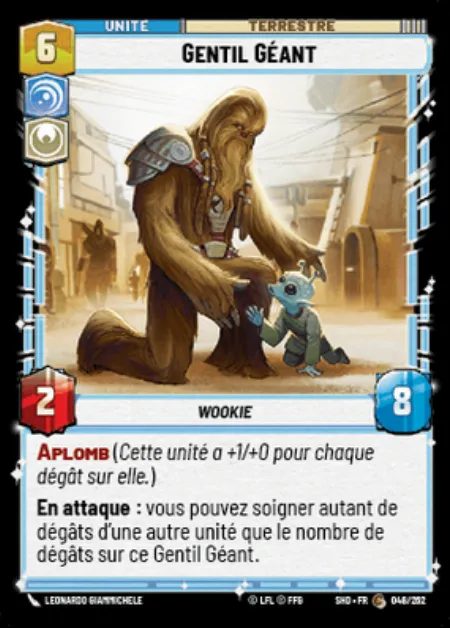 UNITÉ
TERRESTRE
6
GENTIL GÉANT
2
WOOKIE
8
APLOMB (Cette unité a +1/+0 pour chaque
dégât sur elle.)
En attaque : vous pouvez soigner autant de
dégâts d'une autre unité que le nombre de
dégâts sur ce Gentil Géant.
LEONARDO GIAMMICHELE
© LFL ℗ FFG
SHD • FR
C
046/262